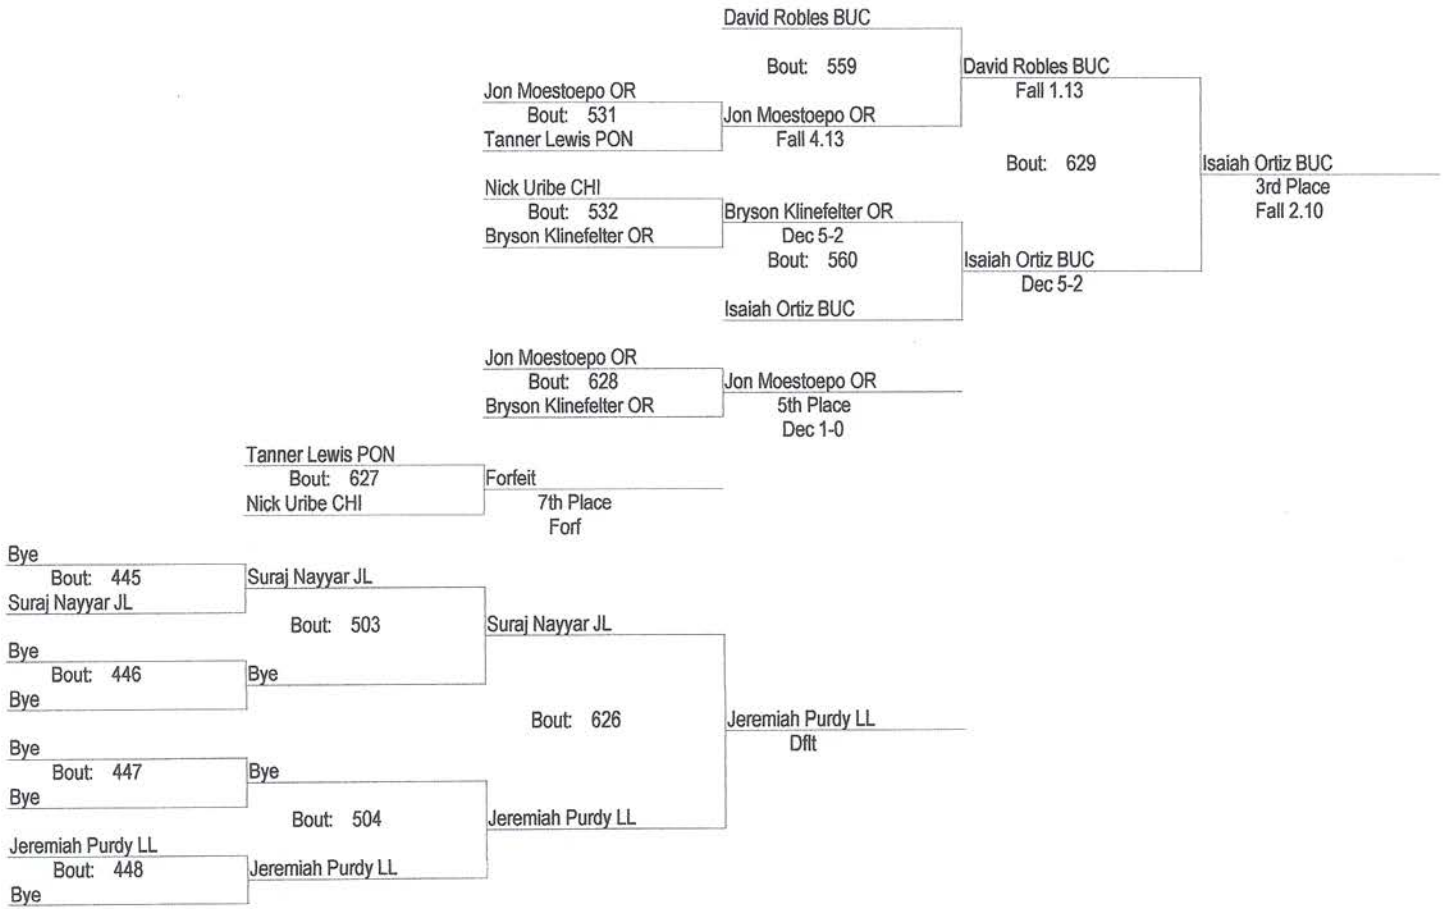 David Robles BUC
Bout: 559
David Robles BUC
Fall 1.13
Jon Moestoepo OR
Bout: 531
Tanner Lewis PON
Jon Moestoepo OR
Fall 4.13
Bout: 629
Isaiah Ortiz BUC
3rd Place
Fall 2.10
Nick Uribe CHI
Bout: 532
Bryson Klinefelter OR
Bryson Klinefelter OR
Dec 5-2
Bout: 560
Isaiah Ortiz BUC
Dec 5-2
Isaiah Ortiz BUC
Jon Moestoepo OR
Bout: 628
Bryson Klinefelter OR
Jon Moestoepo OR
5th Place
Dec 1-0
Tanner Lewis PON
Bout: 627
Nick Uribe CHI
Forfeit
7th Place
Forf
Bye
Bout: 445
Suraj Nayyar JL
Suraj Nayyar JL
Bout: 503
Suraj Nayyar JL
Bye
Bout: 446
Bye
Bye
Bout: 626
Jeremiah Purdy LL
Dflt
Bye
Bout: 447
Bye
Bye
Bout: 504
Jeremiah Purdy LL
Jeremiah Purdy LL
Bout: 448
Bye
Jeremiah Purdy LL